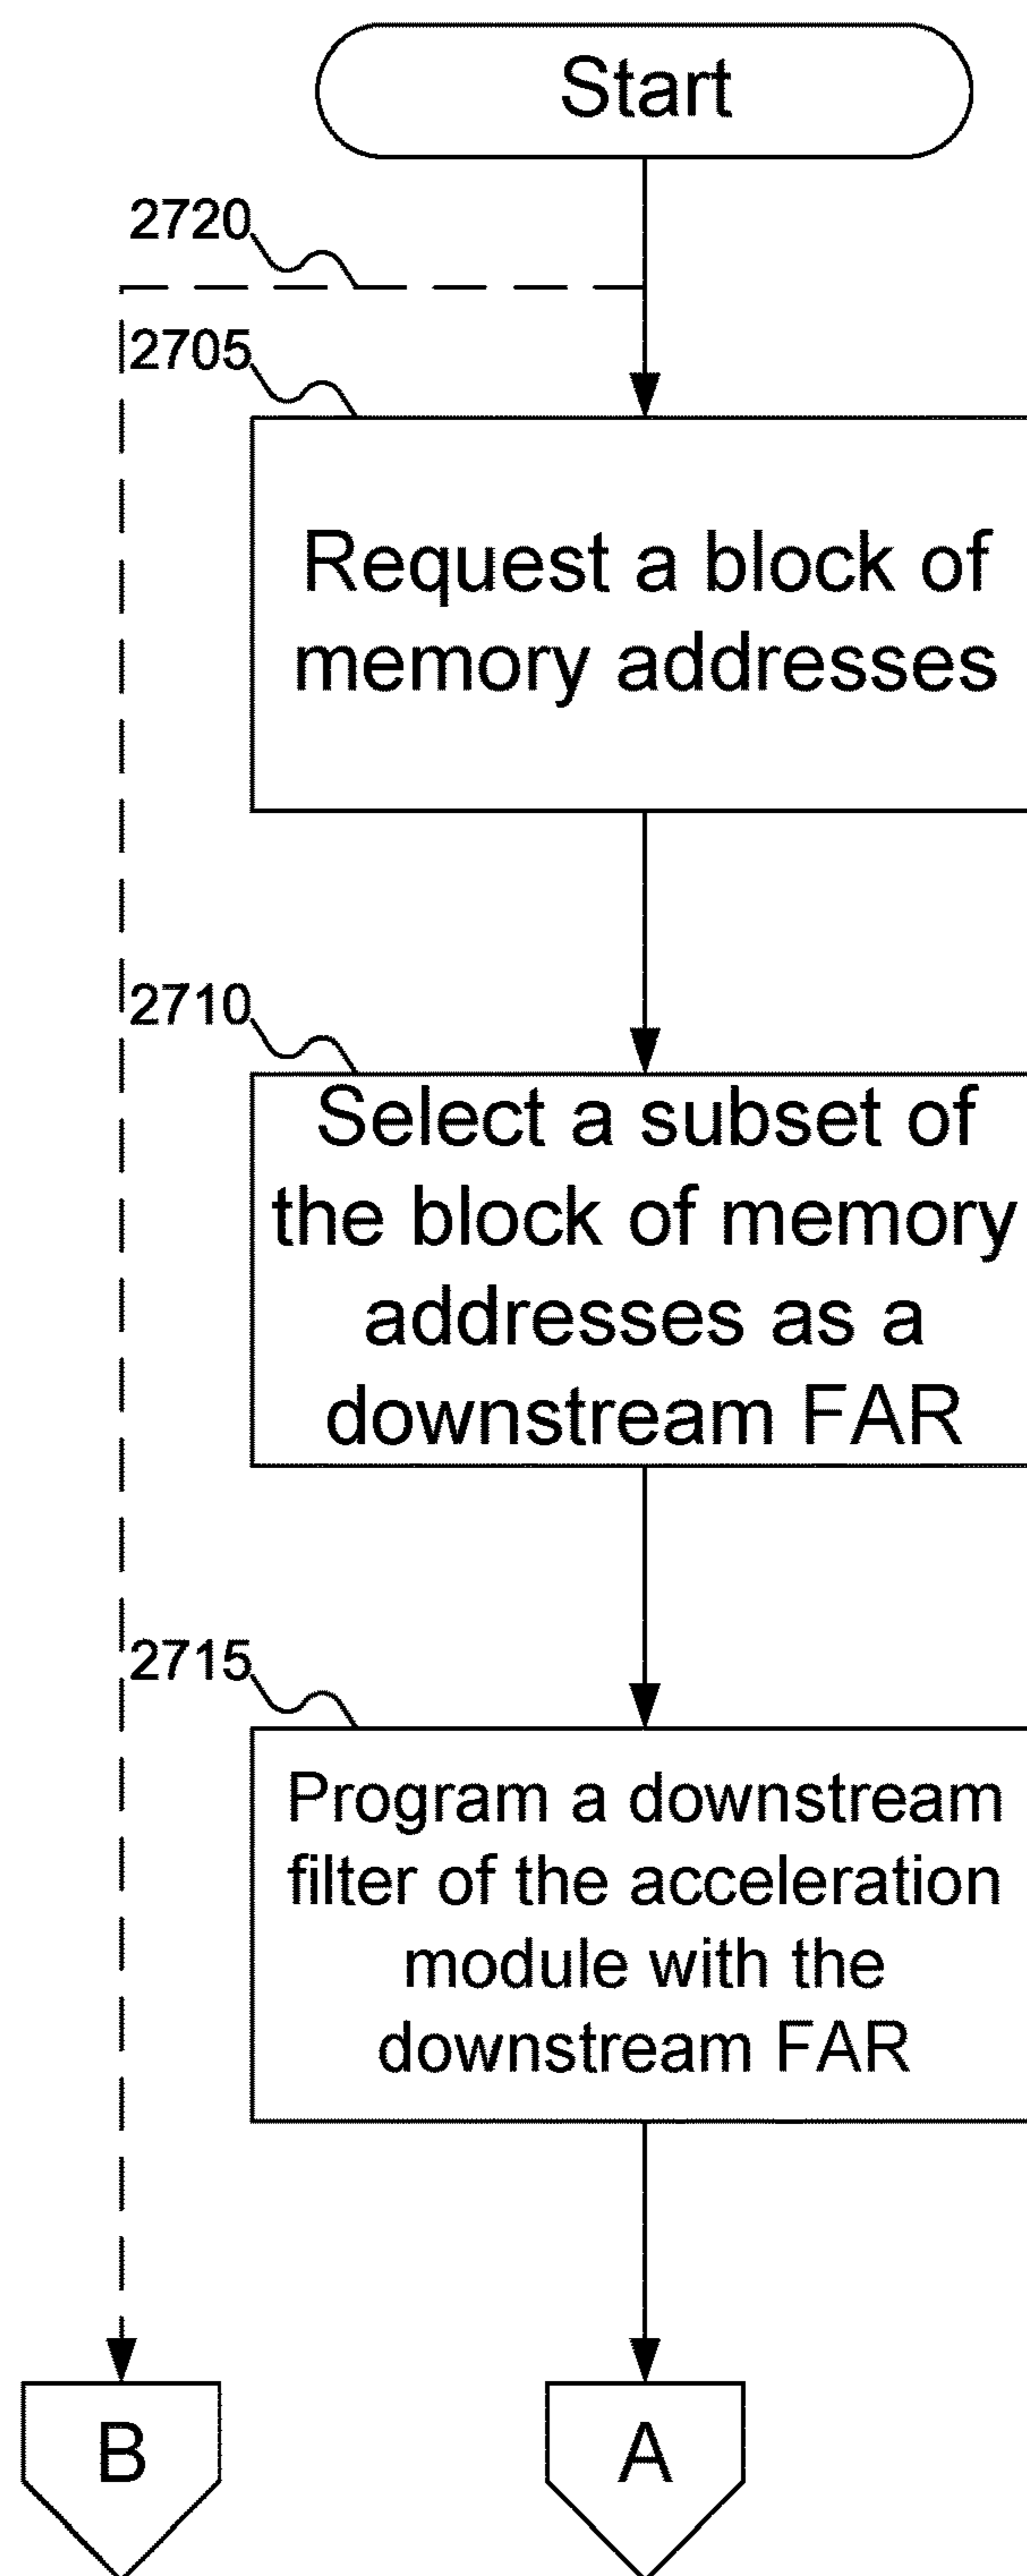 Start
2720
2705
Request a block of
memory addresses
2710
Select a subset of
the block of memory
addresses as a
downstream FAR
2715
Program a downstream
filter of the acceleration
module with the
downstream FAR
B
A